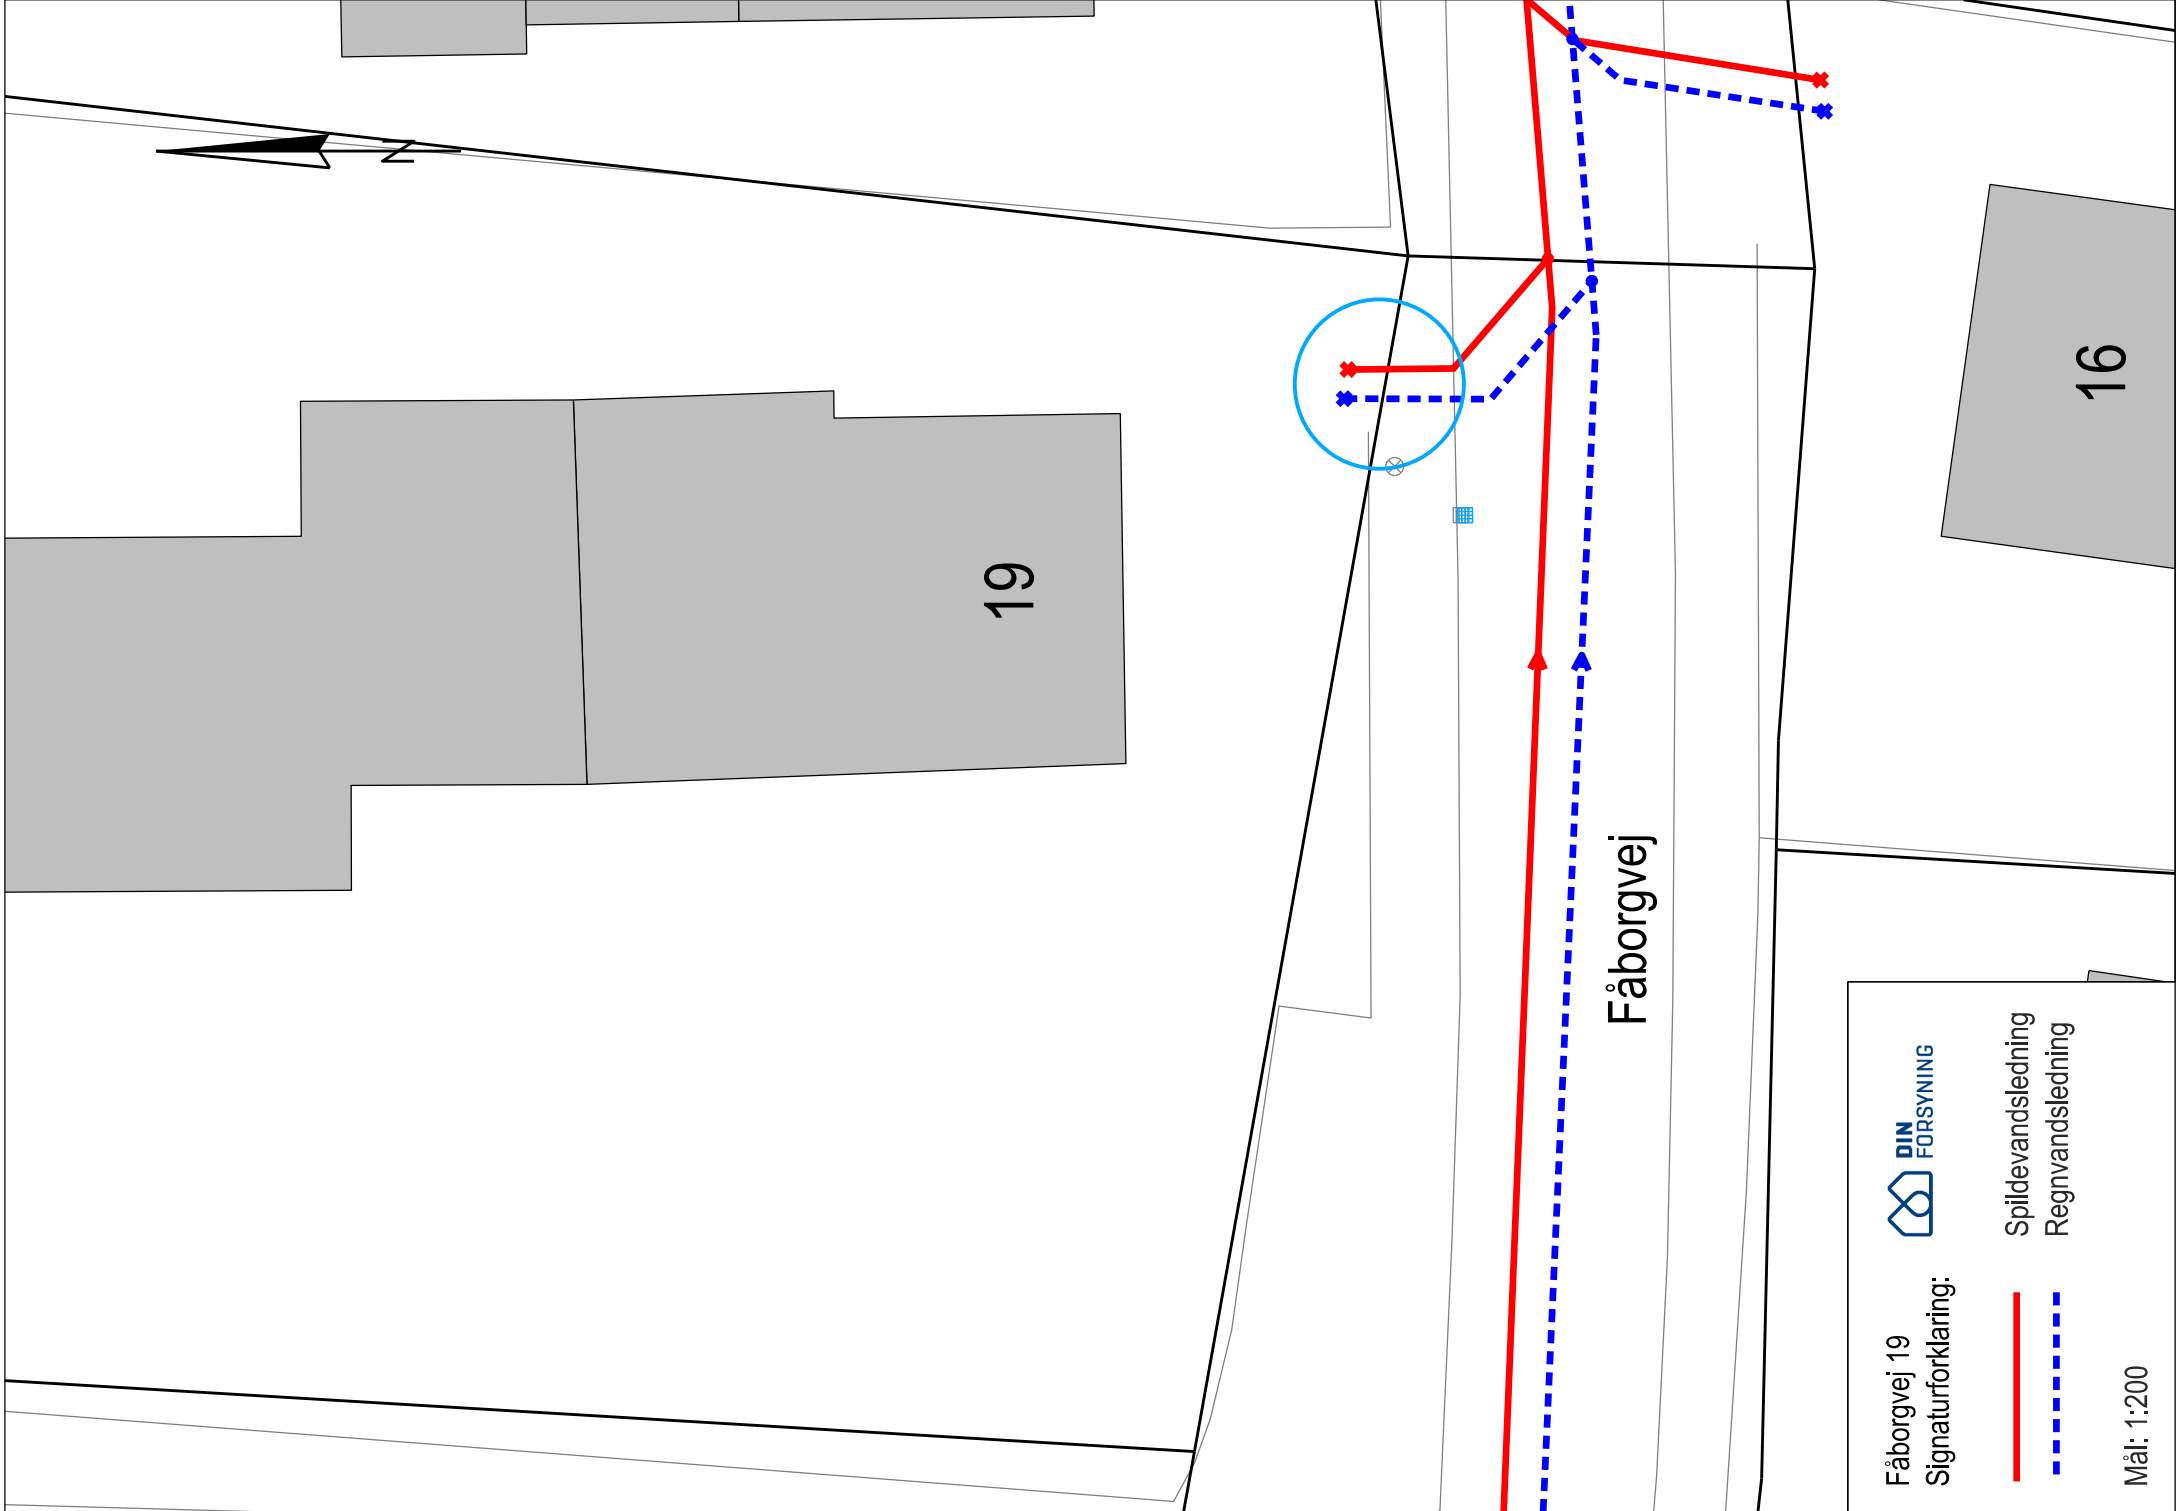 N
19
16
Fåborgvej
Fåborgvej 19
DIN
FORSYNING
Signaturforklaring:
Spildevandsledning
Regnvandsledning
Mål: 1:200